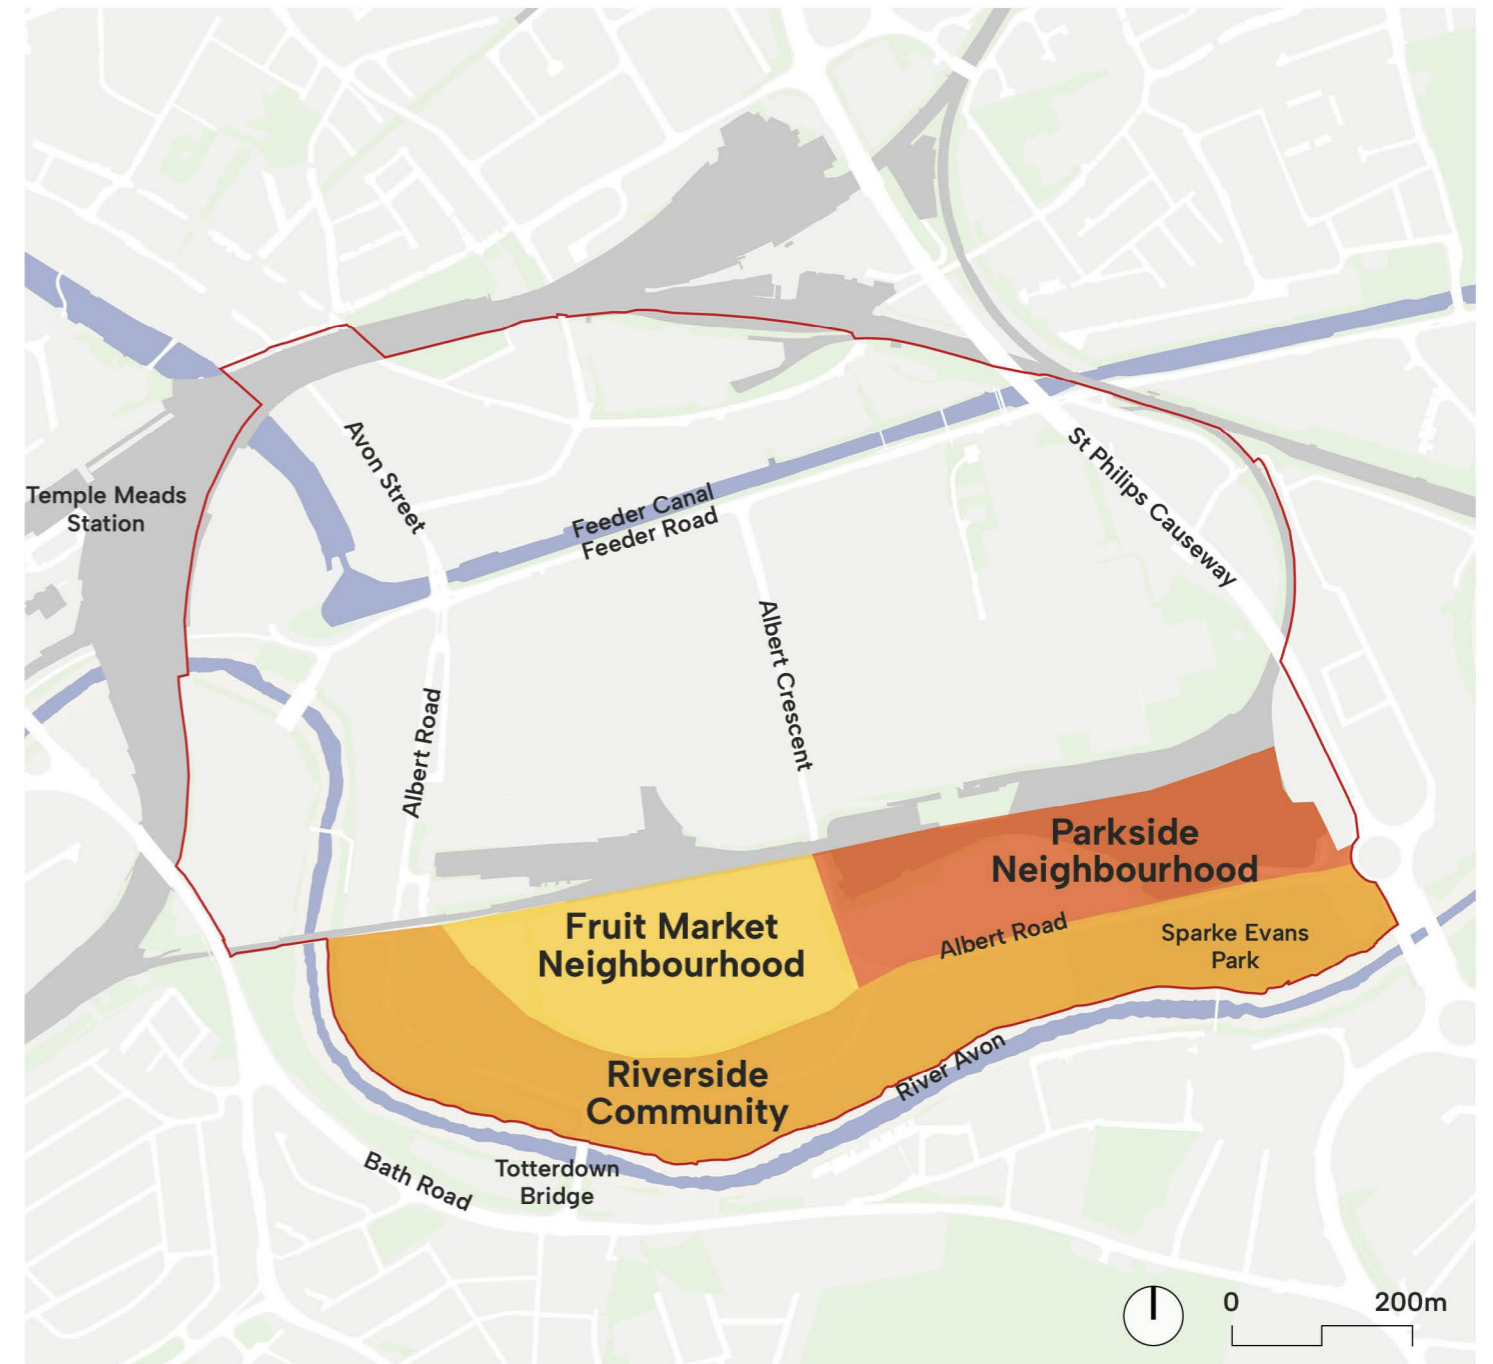 Temple Meads
Station
Avon Street
Feeder Canal
Feeder Road
St Philips Causeway
Albert Road
Albert Crescent
Parkside
Neighbourhood
Fruit Market
Neighbourhood
Albert Road
Sparke Evans
Park
Riverside
Community
River Avon
Bath Road
Totterdown
Bridge
0 200m